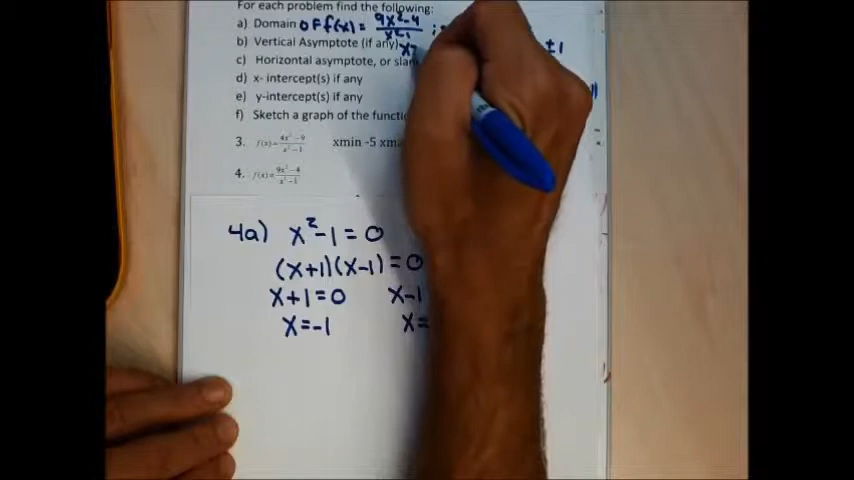 For each problem find the following:
a) Domain of f(x) = 9x²-4 / x²-1 ; ±1
b) Vertical Asymptote (if any) x=
c) Horizontal asymptote, or slan
d) x- intercept(s) if any
e) y-intercept(s) if any
f) Sketch a graph of the functi
3. f(x) = 4x²-9 / x²-1 xmin -5 xma
4. f(x) = 9x²-4 / x²-1
4a) x²-1=0
(x+1)(x-1)=0
x+1=0 x-1
x=-1 x=